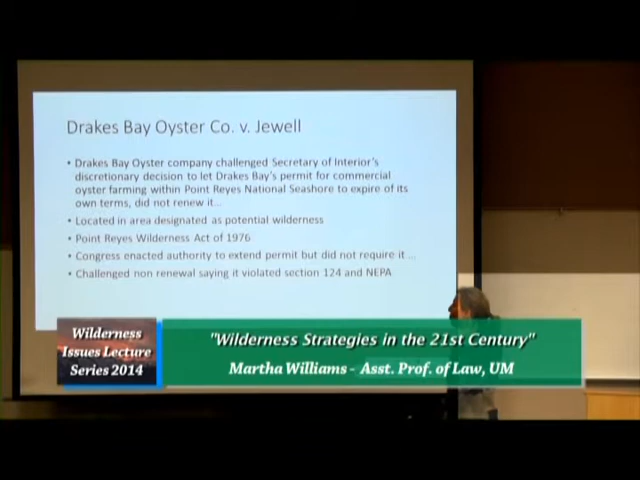 Drakes Bay Oyster Co. v. Jewell
• Drakes Bay Oyster company challenged Secretary of Interior's
discretionary decision to let Drakes Bay's permit for commercial
oyster farming within Point Reyes National Seashore to expire of its
own terms, did not renew it...
• Located in area designated as potential wilderness
• Point Reyes Wilderness Act of 1976
• Congress enacted authority to extend permit but did not require it ...
• Challenged non renewal saying it violated section 124 and NEPA
Wilderness
Issues Lecture
Series 2014
"Wilderness Strategies in the 21st Century"
Martha Williams - Asst. Prof. of Law, UM